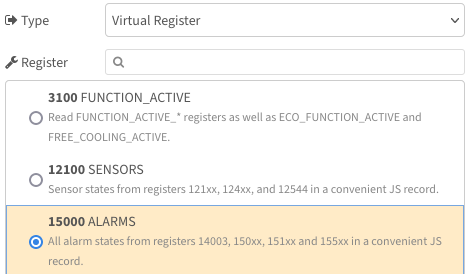 Type
Virtual Register
Register
3100 FUNCTION_ACTIVE
Read FUNCTION_ACTIVE_* registers as well as ECO_FUNCTION_ACTIVE and
FREE_COOLING_ACTIVE.
12100 SENSORS
Sensor states from registers 121xx, 124xx, and 12544 in a convenient JS record.
15000 ALARMS
All alarm states from registers 14003, 150xx, 151xx and 155xx in a convenient JS
record.